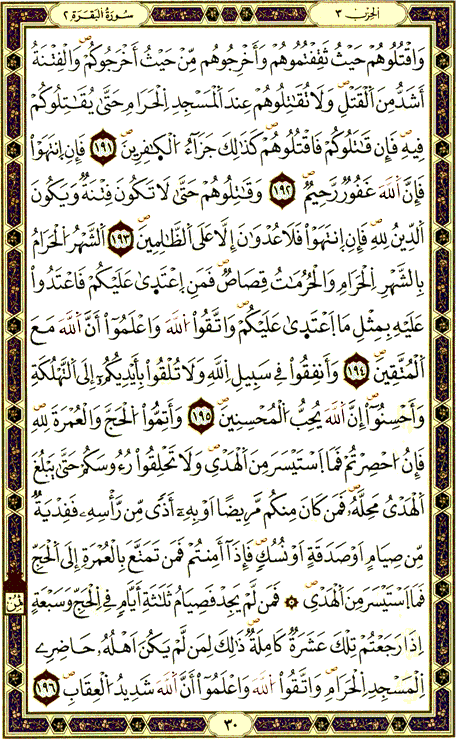 الحزب ٣ سورة البقرة ٢
وَاقْتُلُوهُمْ حَيْثُ ثَقِفْتُمُوهُمْ وَأَخْرِجُوهُم مِّنْ حَيْثُ أَخْرَجُوكُمْ ۖ وَالْفِتْنَةُ
أَشَدُّ مِنَ الْقَتْلِ ۖ وَلَا تُقَاتِلُوهُمْ عِندَ الْمَسْجِدِ الْحَرَامِ حَتَّىٰ يُقَاتِلُوكُمْ
فِيهِ ۖ فَإِن قَاتَلُوكُمْ فَاقْتُلُوهُمْ ۖ كَذَٰلِكَ جَزَاءُ الْكَافِرِينَ ١٩١ فَإِنِ انتَهَوْا
فَإِنَّ اللَّهَ غَفُورٌ رَّحِيمٌ ١٩٢ وَقَاتِلُوهُمْ حَتَّىٰ لَا تَكُونَ فِتْنَةٌ وَيَكُونَ
الدِّينُ لِلَّهِ ۖ فَإِنِ انتَهَوْا فَلَا عُدْوَانَ إِلَّا عَلَى الظَّالِمِينَ ١٩٣ الشَّهْرُ الْحَرَامُ
بِالشَّهْرِ الْحَرَامِ وَالْحُرُمَاتُ قِصَاصٌ ۖ فَمَنِ اعْتَدَىٰ عَلَيْكُمْ فَاعْتَدُوا
عَلَيْهِ بِمِثْلِ مَا اعْتَدَىٰ عَلَيْكُمْ ۖ وَاتَّقُوا اللَّهَ وَاعْلَمُوا أَنَّ اللَّهَ مَعَ
الْمُتَّقِينَ ١٩٤ وَأَنفِقُوا فِي سَبِيلِ اللَّهِ وَلَا تُلْقُوا بِأَيْدِيكُمْ إِلَى التَّهْلُكَةِ
وَأَحْسِنُوا ۖ إِنَّ اللَّهَ يُحِبُّ الْمُحْسِنِينَ ١٩٥ وَأَتِمُّوا الْحَجَّ وَالْعُمْرَةَ لِلَّهِ
فَإِنْ أُحْصِرْتُمْ فَمَا اسْتَيْسَرَ مِنَ الْهَدْيِ ۖ وَلَا تَحْلِقُوا رُءُوسَكُمْ حَتَّىٰ يَبْلُغَ
الْهَدْيُ مَحِلَّهُ ۖ فَمَن كَانَ مِنكُم مَّرِيضًا أَوْ بِهِ أَذًى مِّن رَّأْسِهِ فَفِدْيَةٌ
مِّن صِيَامٍ أَوْ صَدَقَةٍ أَوْ نُسُكٍ ۖ فَإِذَا أَمِنتُمْ فَمَن تَمَتَّعَ بِالْعُمْرَةِ إِلَى الْحَجِّ
فَمَا اسْتَيْسَرَ مِنَ الْهَدْيِ ۖ ۞ فَمَن لَّمْ يَجِدْ فَصِيَامُ ثَلَاثَةِ أَيَّامٍ فِي الْحَجِّ وَسَبْعَةٍ
ثمن
إِذَا رَجَعْتُمْ ۖ تِلْكَ عَشَرَةٌ كَامِلَةٌ ۖ ذَٰلِكَ لِمَن لَّمْ يَكُنْ أَهْلُهُ حَاضِرِي
الْمَسْجِدِ الْحَرَامِ ۖ وَاتَّقُوا اللَّهَ وَاعْلَمُوا أَنَّ اللَّهَ شَدِيدُ الْعِقَابِ ١٩٦
٣٠